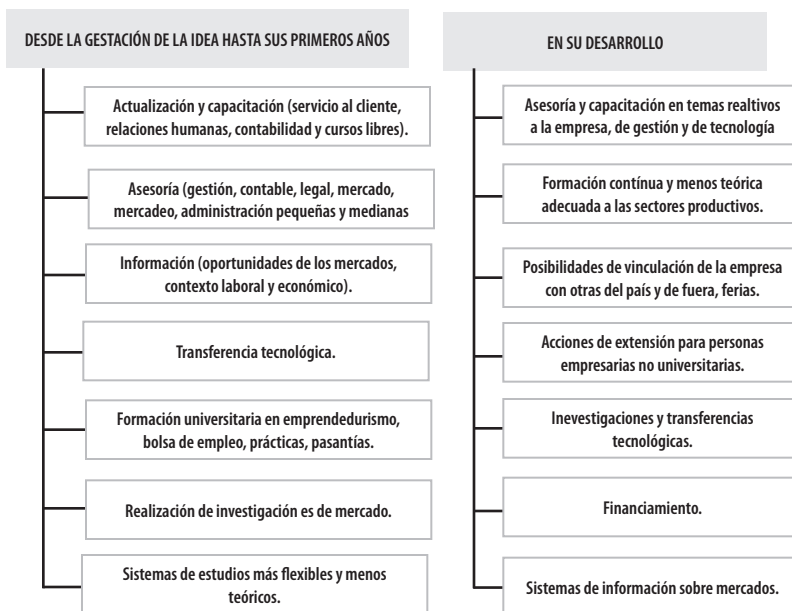 DESDE LA GESTACIÓN DE LA IDEA HASTA SUS PRIMEROS AÑOS
Actualización y capacitación (servicio al cliente,
relaciones humanas, contabilidad y cursos libres).
Asesoría (gestión, contable, legal, mercado,
mercadeo, administración pequeñas y medianas
Información (oportunidades de los mercados,
contexto laboral y económico).
Transferencia tecnológica.
Formación universitaria en emprendedurismo,
bolsa de empleo, prácticas, pasantías.
Realización de investigación es de mercado.
Sistemas de estudios más flexibles y menos
teóricos.
EN SU DESARROLLO
Asesoría y capacitación en temas realtivos
a la empresa, de gestión y de tecnología
Formación contínua y menos teórica
adecuada a las sectores productivos.
Posibilidades de vinculación de la empresa
con otras del país y de fuera, ferias.
Acciones de extensión para personas
empresarias no universitarias.
Inevestigaciones y transferencias
tecnológicas.
Financiamiento.
Sistemas de información sobre mercados.